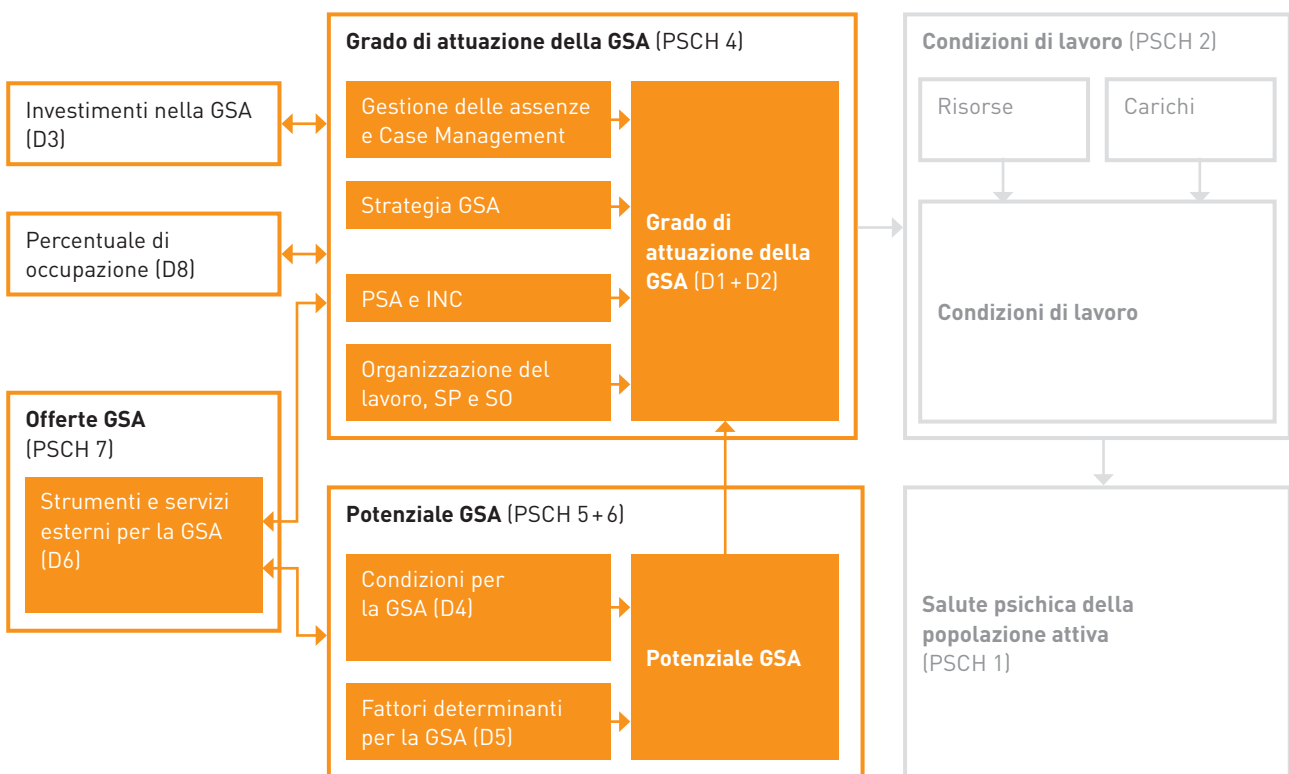 Investimenti nella GSA
(D3)
Percentuale di
occupazione (D8)
Offerte GSA
(PSCH 7)
Strumenti e servizi
esterni per la GSA
(D6)
Grado di attuazione della GSA (PSCH 4)
Gestione delle assenze
e Case Management
Strategia GSA
PSA e INC
Organizzazione del
lavoro, SP e SO
Grado di
attuazione della
GSA (D1 + D2)
Potenziale GSA (PSCH 5 + 6)
Condizioni per
la GSA (D4)
Fattori determinanti
per la GSA (D5)
Potenziale GSA
Condizioni di lavoro (PSCH 2)
Risorse
Carichi
Condizioni di lavoro
Salute psichica della
popolazione attiva
(PSCH 1)